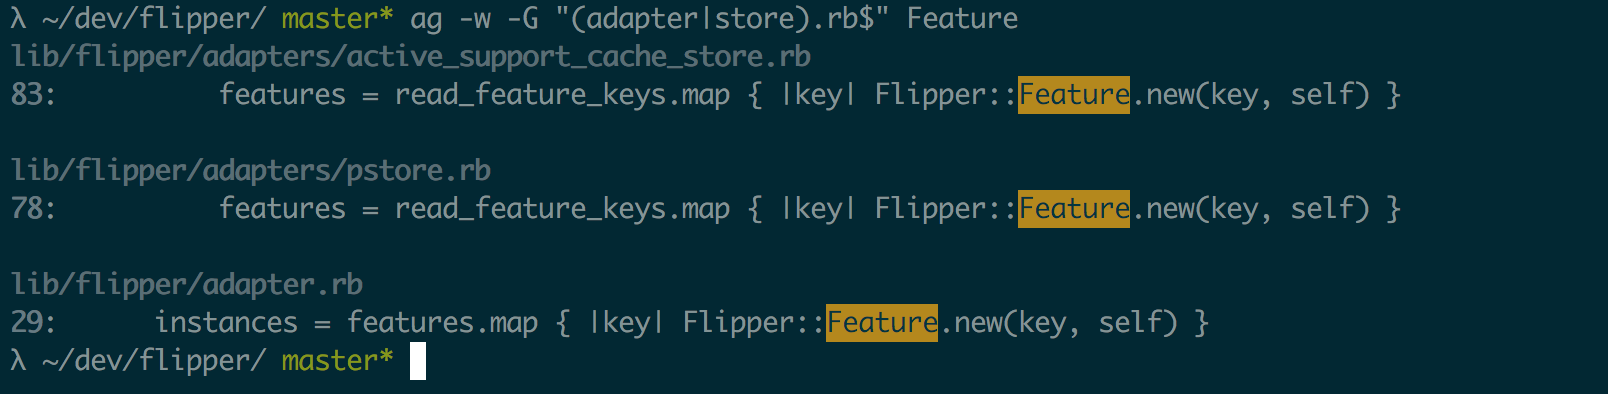 λ ~/dev/flipper/ master* ag -w -G "(adapter|store).rb$" Feature
lib/flipper/adapters/active_support_cache_store.rb
83:          features = read_feature_keys.map { |key| Flipper::Feature.new(key, self) }
lib/flipper/adapters/pstore.rb
78:          features = read_feature_keys.map { |key| Flipper::Feature.new(key, self) }
lib/flipper/adapter.rb
29:      instances = features.map { |key| Flipper::Feature.new(key, self) }
λ ~/dev/flipper/ master*